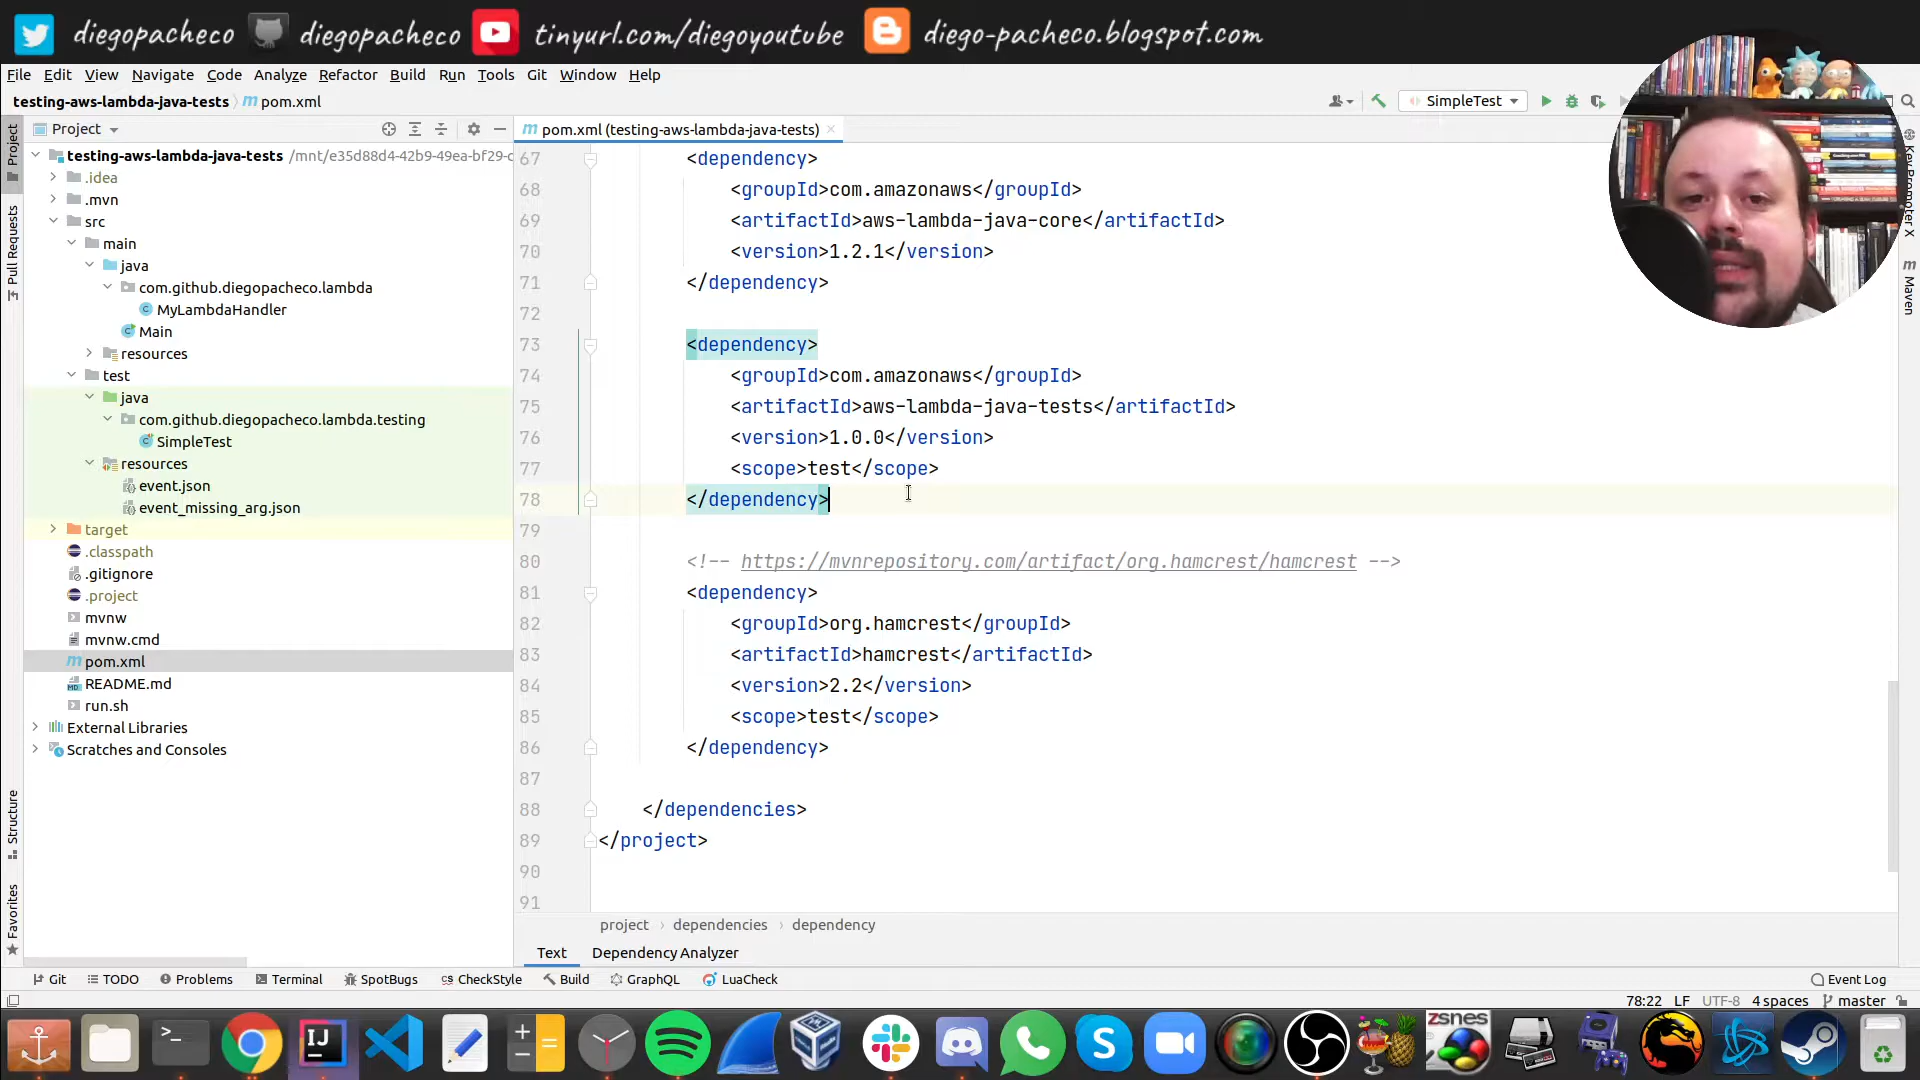 diegopacheco diegopacheco tinyurl.com/diegoyoutube diego-pacheco.blogspot.com
File Edit View Navigate Code Analyze Refactor Build Run Tools Git Window Help
testing-aws-lambda-java-tests pom.xml
SimpleTest
Project
pom.xml (testing-aws-lambda-java-tests)
testing-aws-lambda-java-tests /mnt/e35d88d4-42b9-49ea-bf29-c
.idea
.mvn
src
main
java
com.github.diegopacheco.lambda
MyLambdaHandler
Main
resources
test
java
com.github.diegopacheco.lambda.testing
SimpleTest
resources
event.json
event_missing_arg.json
target
.classpath
.gitignore
.project
mvnw
mvnw.cmd
pom.xml
README.md
run.sh
External Libraries
Scratches and Consoles
Project
Pull Requests
Structure
Favorites
67 <dependency>
68 <groupId>com.amazonaws</groupId>
69 <artifactId>aws-lambda-java-core</artifactId>
70 <version>1.2.1</version>
71 </dependency>
72
73 <dependency>
74 <groupId>com.amazonaws</groupId>
75 <artifactId>aws-lambda-java-tests</artifactId>
76 <version>1.0.0</version>
77 <scope>test</scope>
78 </dependency>
79
80 <!-- https://mvnrepository.com/artifact/org.hamcrest/hamcrest -->
81 <dependency>
82 <groupId>org.hamcrest</groupId>
83 <artifactId>hamcrest</artifactId>
84 <version>2.2</version>
85 <scope>test</scope>
86 </dependency>
87
88 </dependencies>
89 </project>
90
91
Key Promoter X
Maven
project › dependencies › dependency
Text Dependency Analyzer
Git TODO Problems Terminal SpotBugs CheckStyle Build GraphQL LuaCheck Event Log
78:22 LF UTF-8 4 spaces master
IJ
zsnes